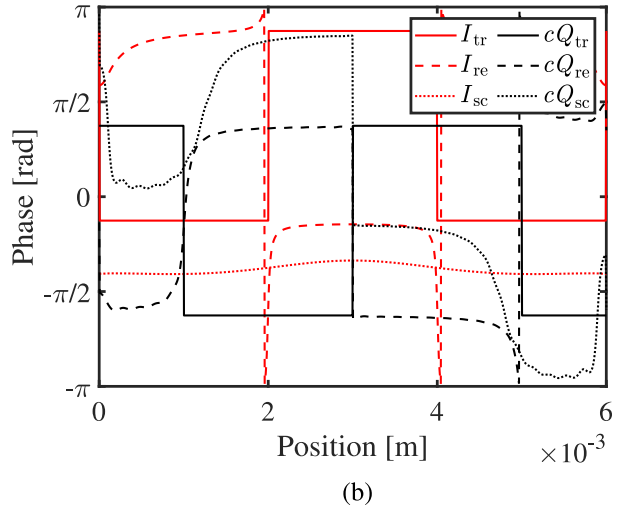 π
π/2
0
-π/2
-π
Phase [rad]
I_tr cQ_tr
I_re cQ_re
I_sc cQ_sc
0 2 4 6
Position [m] ×10^-3
(b)